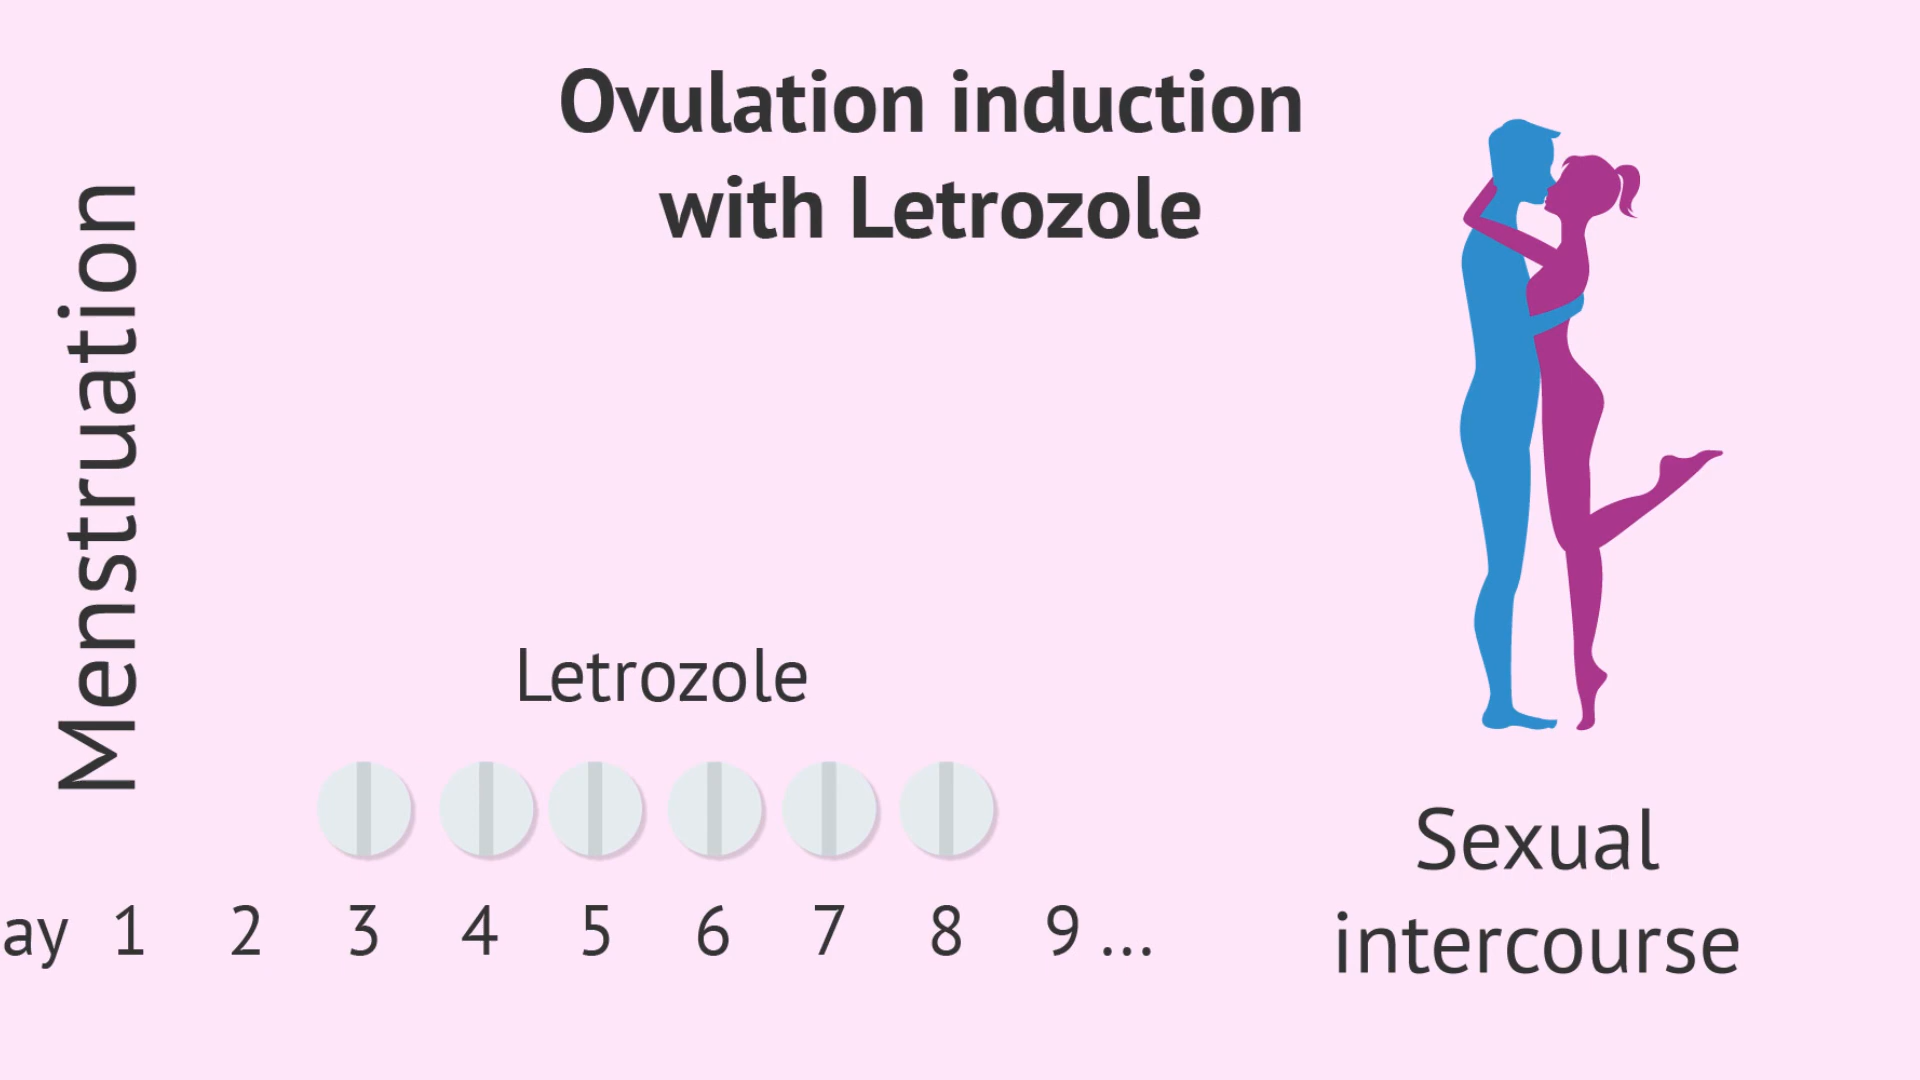 Ovulation induction
with Letrozole
Menstruation
Letrozole
ay 1 2 3 4 5 6 7 8 9 ...
Sexual
intercourse